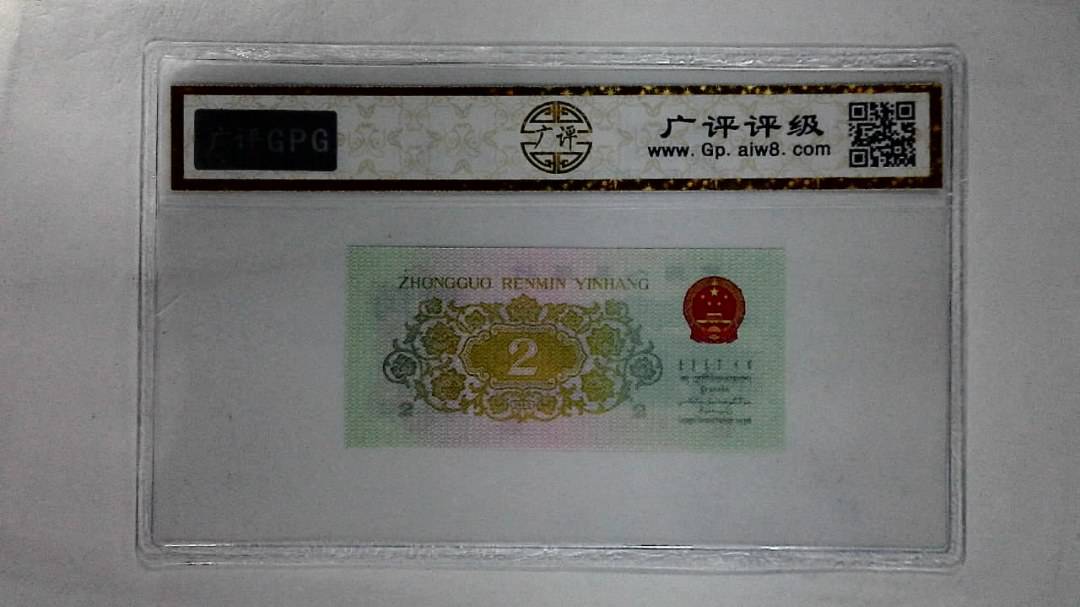 广评GPG
广评
广评评级
www.Gp.aiw8.com
ZHONGGUO RENMIN YINHANG
2
2 2